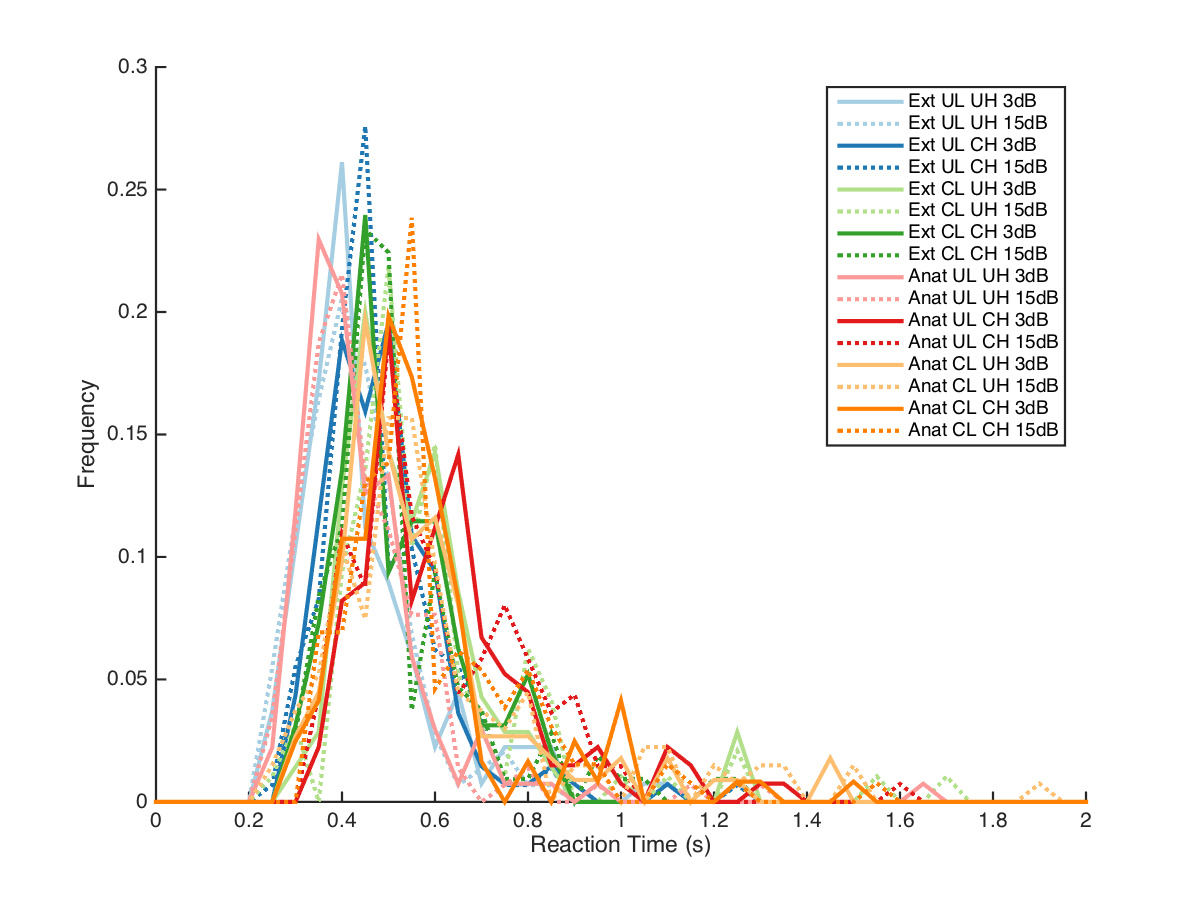 0.3
0.25
0.2
0.15
0.1
0.05
0
Frequency
0 0.2 0.4 0.6 0.8 1 1.2 1.4 1.6 1.8 2
Reaction Time (s)
Ext UL UH 3dB
Ext UL UH 15dB
Ext UL CH 3dB
Ext UL CH 15dB
Ext CL UH 3dB
Ext CL UH 15dB
Ext CL CH 3dB
Ext CL CH 15dB
Anat UL UH 3dB
Anat UL UH 15dB
Anat UL CH 3dB
Anat UL CH 15dB
Anat CL UH 3dB
Anat CL UH 15dB
Anat CL CH 3dB
Anat CL CH 15dB